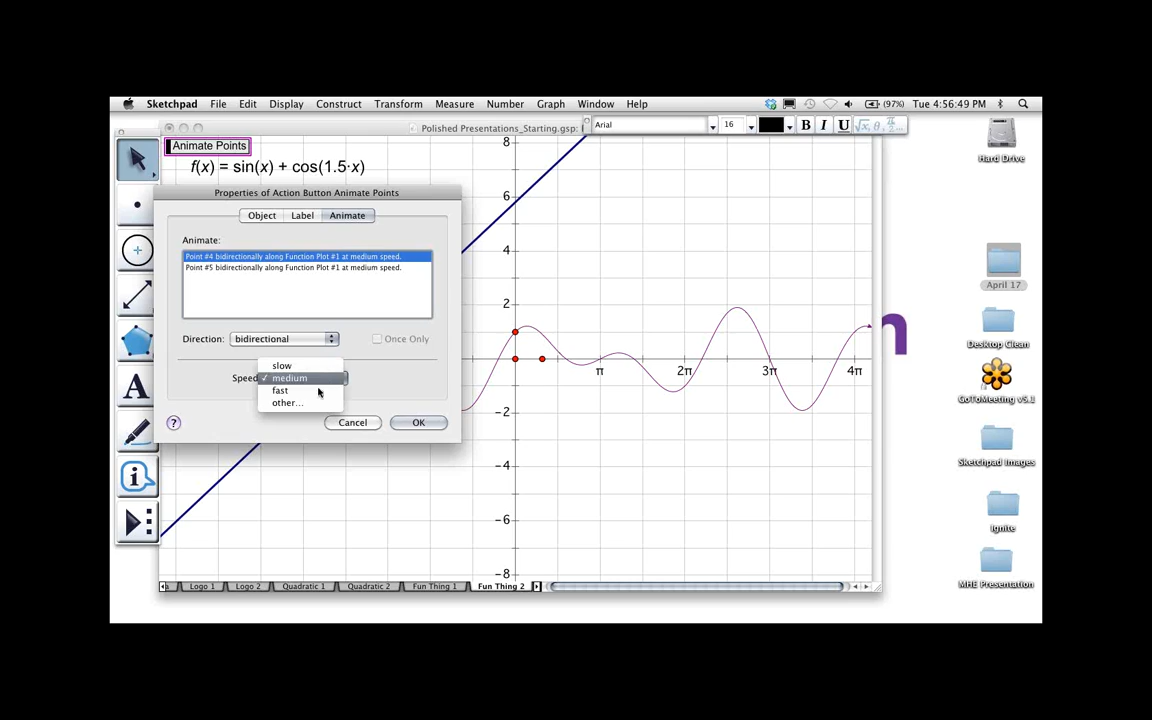 Sketchpad File Edit Display Construct Transform Measure Number Graph Window Help (97%) Tue 4:56:49 PM
Polished Presentations_Starting.gsp:
Arial 16 B I U
Animate Points
f(x) = sin(x) + cos(1.5·x)
Properties of Action Button Animate Points
Object Label Animate
Animate:
Point #4 bidirectionally along Function Plot #1 at medium speed.
Point #5 bidirectionally along Function Plot #1 at medium speed.
Direction: bidirectional Once Only
Speed
slow
✓ medium
fast
other...
? Cancel OK
8
6
4
2
−2
−4
−6
−8
π 2π 3π 4π
A
Logo 1 Logo 2 Quadratic 1 Quadratic 2 Fun Thing 1 Fun Thing 2
n
Hard Drive
April 17
Desktop Clean
GoToMeeting v5.1
Sketchpad Images
Ignite
MHE Presentation